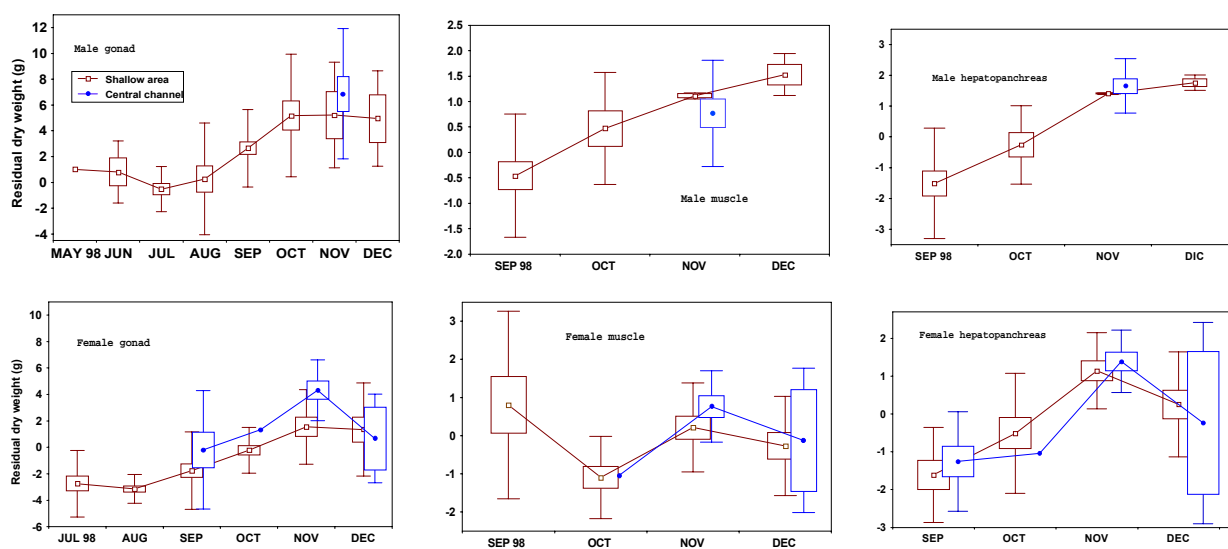 Residual dry weight (g)
12
10
8
6
4
2
0
-2
-4
Male gonad
Shallow area
Central channel
MAY 98 JUN JUL AUG SEP OCT NOV DEC
2.5
2.0
1.5
1.0
0.5
0.0
-0.5
-1.0
-1.5
-2.0
Male muscle
SEP 98 OCT NOV DEC
3
2
1
0
-1
-2
-3
Male hepatopanchreas
SEP 98 OCT NOV DIC
Residual dry weight (g)
10
8
6
4
2
0
-2
-4
-6
Female gonad
JUL 98 AUG SEP OCT NOV DEC
3
2
1
0
-1
-2
Female muscle
SEP 98 OCT NOV DEC
2
1
0
-1
-2
-3
Female hepatopanchreas
SEP OCT NOV DEC